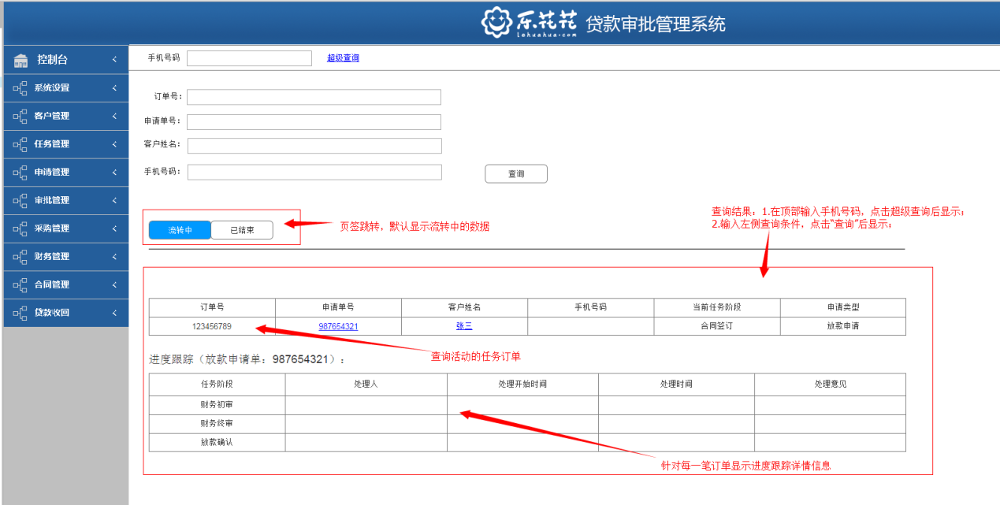 乐花花
lehuahua.com
贷款审批管理系统
控制台
系统设置
客户管理
任务管理
申请管理
审批管理
采购管理
财务管理
合同管理
贷款收回
手机号码 超级查询
订单号：
申请单号：
客户姓名：
手机号码：
查询
流转中 已结束
页签跳转，默认显示流转中的数据
查询结果：1.在顶部输入手机号码，点击超级查询后显示；
2.输入左侧查询条件，点击“查询”后显示；
订单号 申请单号 客户姓名 手机号码 当前任务阶段 申请类型
123456789 987654321 张三 合同签订 放款申请
查询活动的任务订单
进度跟踪（放款申请单：987654321）：
任务阶段 处理人 处理开始时间 处理时间 处理意见
财务初审
财务终审
放款确认
针对每一笔订单显示进度跟踪详情信息